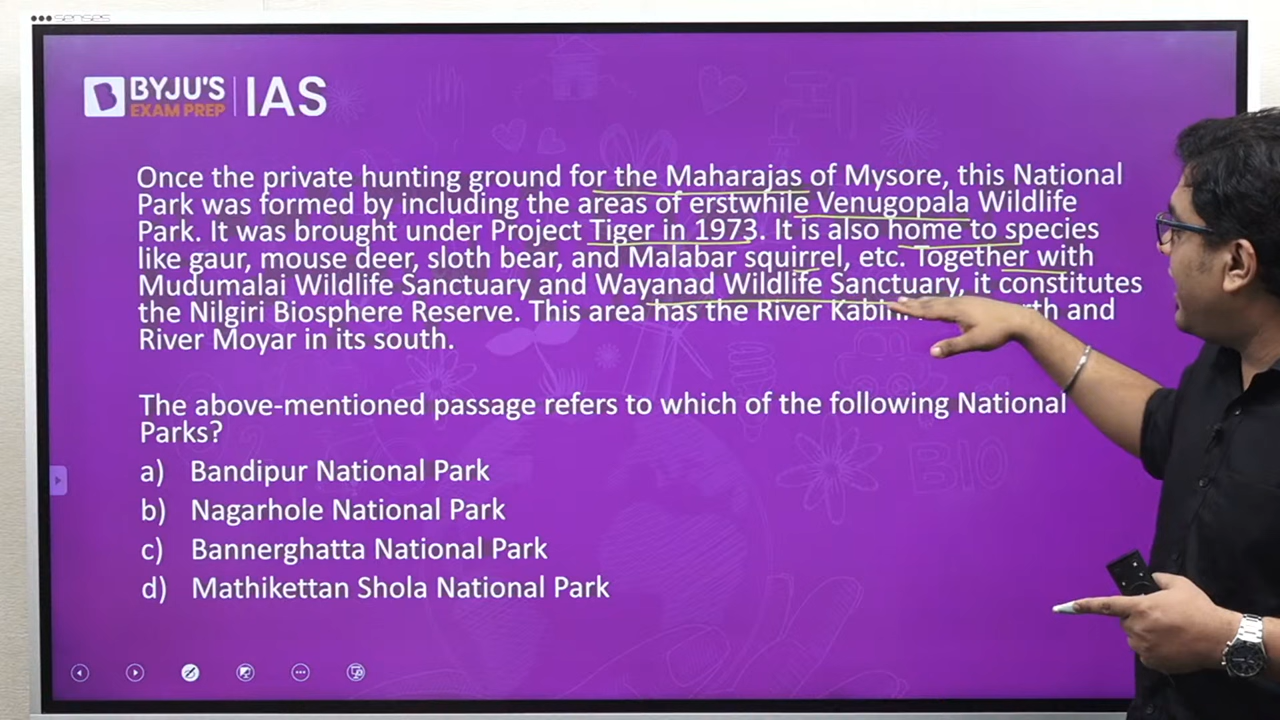 senses
BYJU'S
EXAM PREP
IAS
Once the private hunting ground for the Maharajas of Mysore, this National
Park was formed by including the areas of erstwhile Venugopala Wildlife
Park. It was brought under Project Tiger in 1973. It is also home to species
like gaur, mouse deer, sloth bear, and Malabar squirrel, etc. Together with
Mudumalai Wildlife Sanctuary and Wayanad Wildlife Sanctuary, it constitutes
the Nilgiri Biosphere Reserve. This area has the River and
River Moyar in its south.
The above-mentioned passage refers to which of the following National
Parks?
a) Bandipur National Park
b) Nagarhole National Park
c) Bannerghatta National Park
d) Mathikettan Shola National Park
BIO